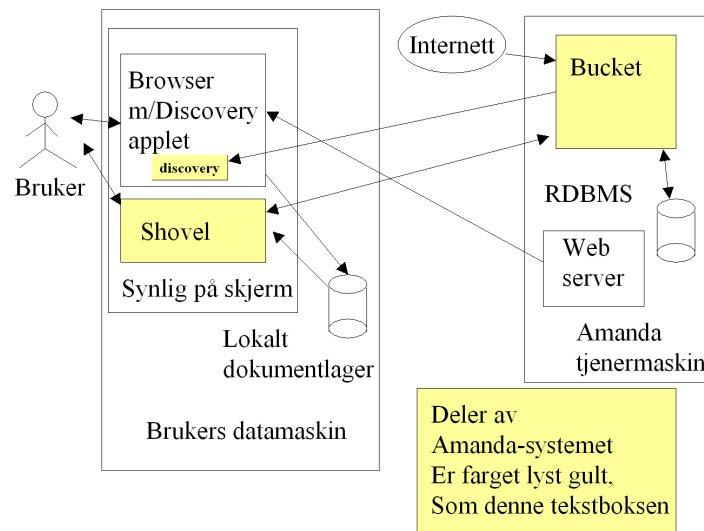 Internett
Browser
m/Discovery
applet
discovery
Bucket
Bruker
Shovel
RDBMS
Web
server
Synlig på skjerm
Lokalt
dokumentlager
Amanda
tjenermaskin
Brukers datamaskin
Deler av
Amanda-systemet
Er farget lyst gult,
Som denne tekstboksen